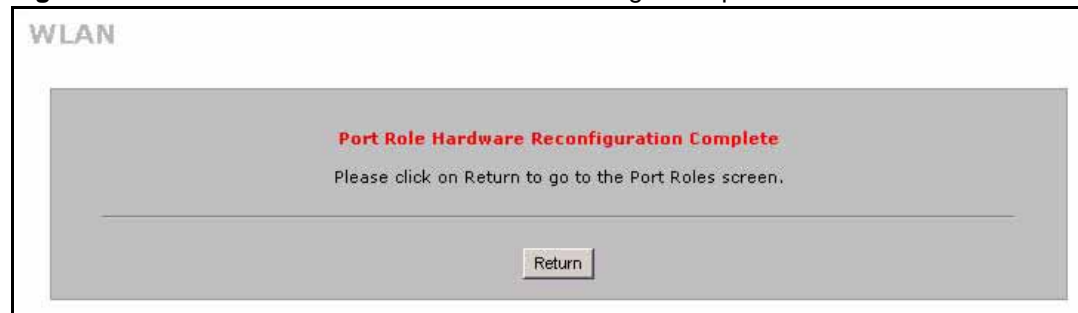 WLAN
Port Role Hardware Reconfiguration Complete
Please click on Return to go to the Port Roles screen.
Return